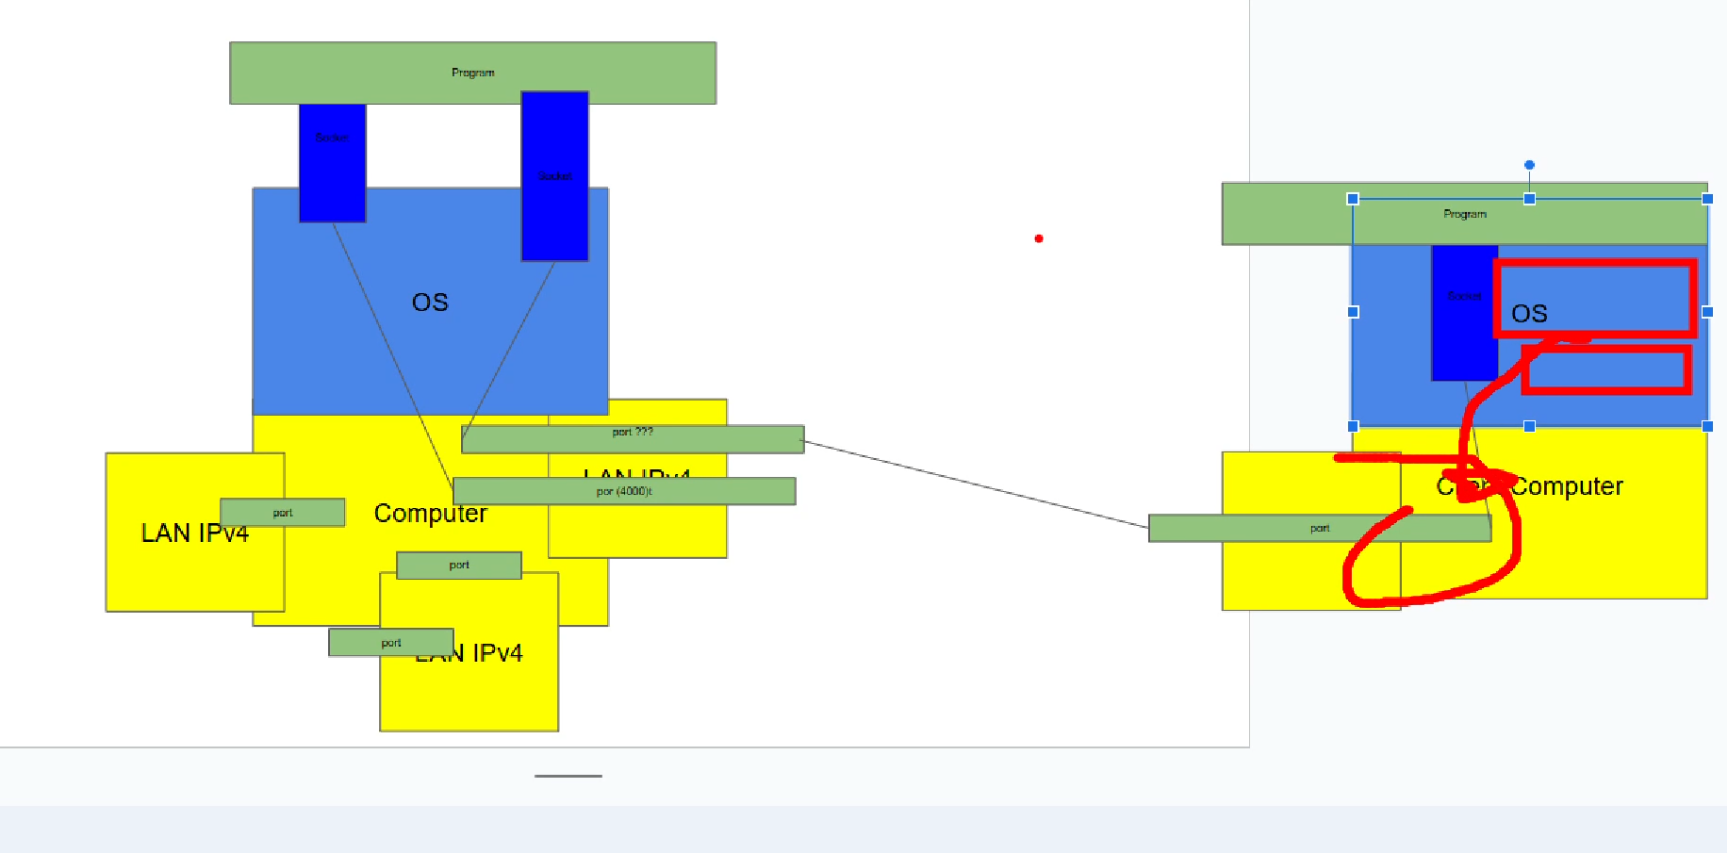 Program
Socket
Socket
OS
port ???
LAN IPv4
por (4000)t
port
LAN IPv4
Computer
port
port
LAN IPv4
Program
Socket
OS
Computer
port